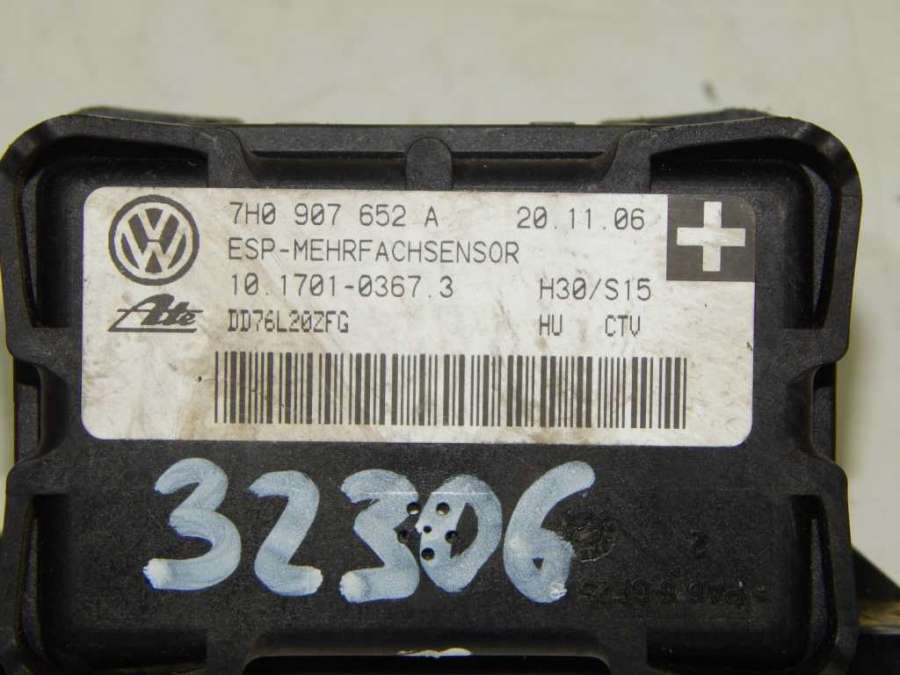 7H0 907 652 A 20.11.06
ESP-MEHRFACHSENSOR
10.1701-0367.3 H30/S15
Ate DD76L20ZFG HU CTV
32306